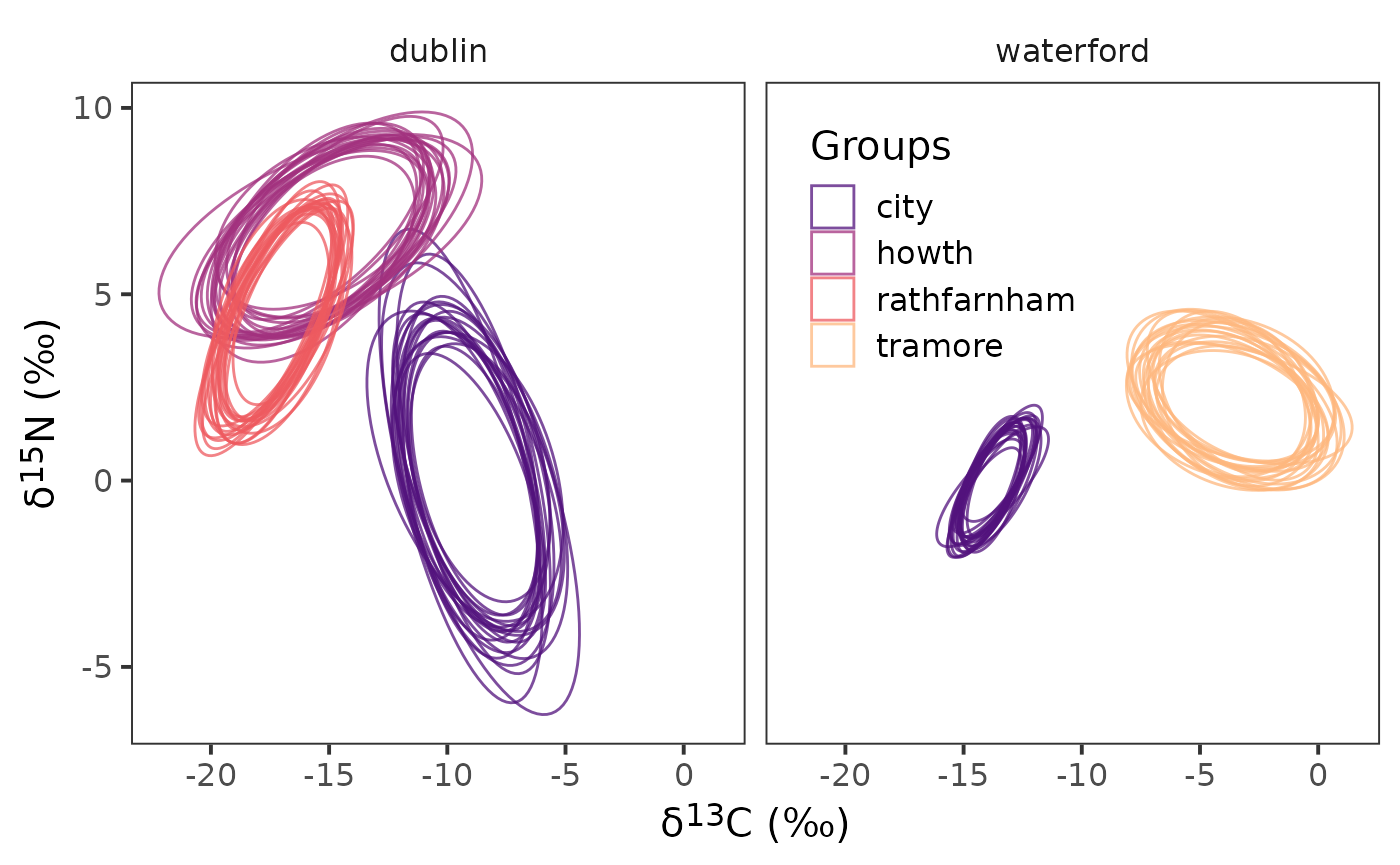 dublin
waterford
Groups
city
howth
rathfarnham
tramore
10
5
0
-5
δ¹⁵N (‰)
-20 -15 -10 -5 0
-20 -15 -10 -5 0
δ¹³C (‰)